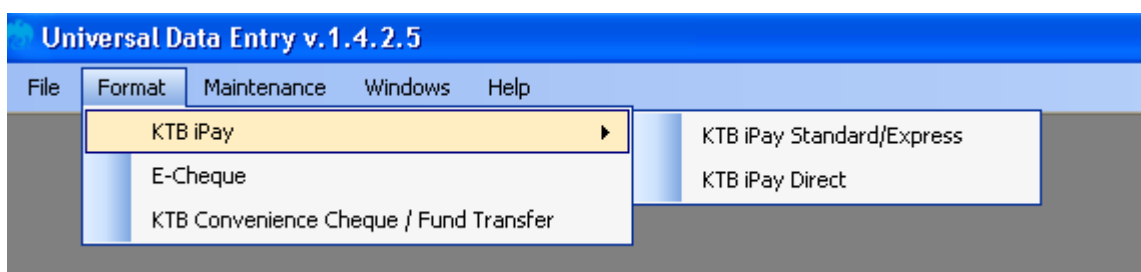 Universal Data Entry v.1.4.2.5
File Format Maintenance Windows Help
KTB iPay KTB iPay Standard/Express
E-Cheque KTB iPay Direct
KTB Convenience Cheque / Fund Transfer